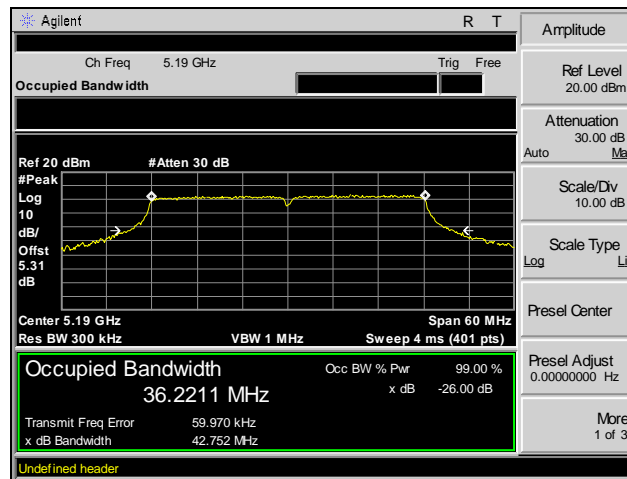 Agilent R T
Amplitude
Ch Freq 5.19 GHz Trig Free
Occupied Bandwidth
Ref Level
20.00 dBm
Attenuation
30.00 dB
Auto Ma
Ref 20 dBm #Atten 30 dB
#Peak
Log
10
dB/
Offst
5.31
dB
Scale/Div
10.00 dB
Scale Type
Log Li
Presel Center
Center 5.19 GHz Span 60 MHz
Res BW 300 kHz VBW 1 MHz Sweep 4 ms (401 pts)
Occupied Bandwidth Occ BW % Pwr 99.00 %
36.2211 MHz x dB -26.00 dB
Transmit Freq Error 59.970 kHz
x dB Bandwidth 42.752 MHz
Presel Adjust
0.00000000 Hz
More
1 of 3
Undefined header